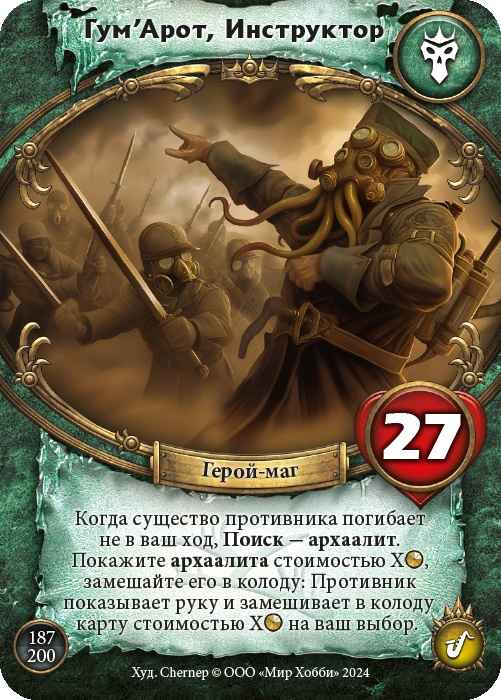 Гум’Арот, Инструктор
27
Герой-маг
Когда существо противника погибает
не в ваш ход, Поиск — архаалит.
Покажите архаалита стоимостью X,
замешайте его в колоду: Противник
показывает руку и замешивает в колоду
карту стоимостью X на ваш выбор.
187
200
Худ. Chernep © ООО «Мир Хобби» 2024